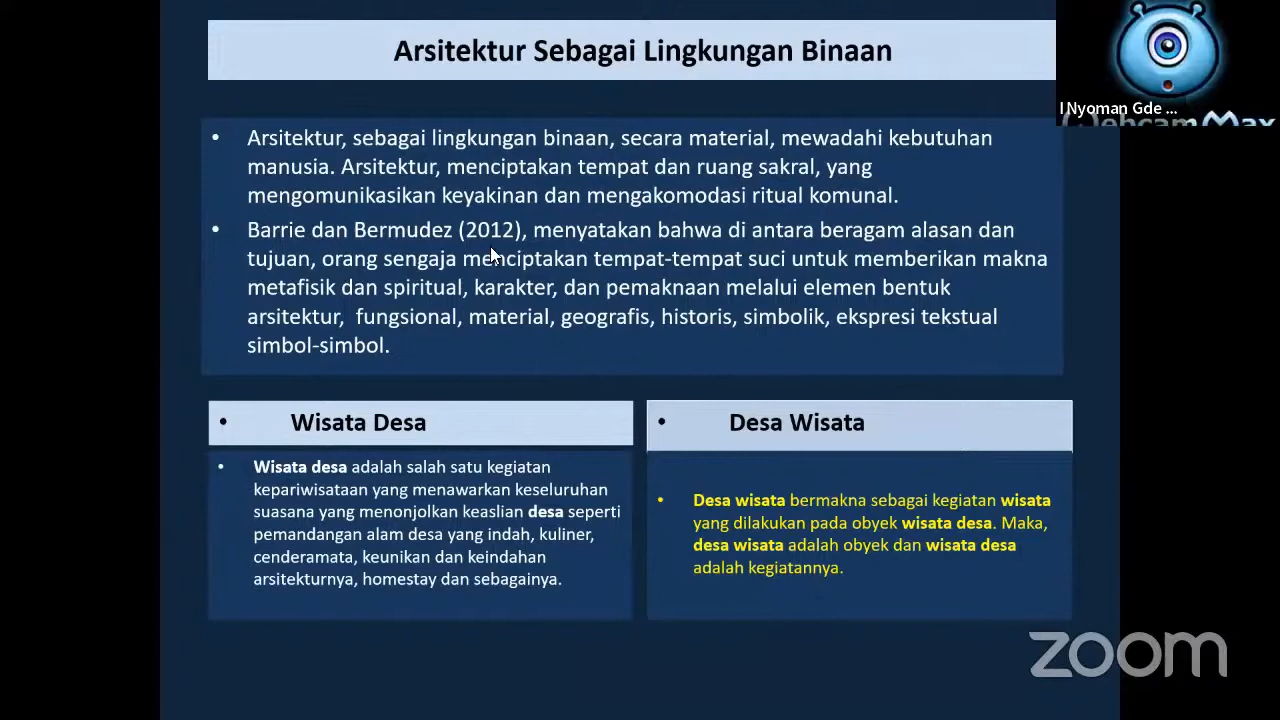 Arsitektur Sebagai Lingkungan Binaan
I Nyoman Gde ...
WebcamMax
• Arsitektur, sebagai lingkungan binaan, secara material, mewadahi kebutuhan
manusia. Arsitektur, menciptakan tempat dan ruang sakral, yang
mengomunikasikan keyakinan dan mengakomodasi ritual komunal.
• Barrie dan Bermudez (2012), menyatakan bahwa di antara beragam alasan dan
tujuan, orang sengaja menciptakan tempat-tempat suci untuk memberikan makna
metafisik dan spiritual, karakter, dan pemaknaan melalui elemen bentuk
arsitektur, fungsional, material, geografis, historis, simbolik, ekspresi tekstual
simbol-simbol.
• Wisata Desa
• Wisata desa adalah salah satu kegiatan
kepariwisataan yang menawarkan keseluruhan
suasana yang menonjolkan keaslian desa seperti
pemandangan alam desa yang indah, kuliner,
cenderamata, keunikan dan keindahan
arsitekturnya, homestay dan sebagainya.
• Desa Wisata
• Desa wisata bermakna sebagai kegiatan wisata
yang dilakukan pada obyek wisata desa. Maka,
desa wisata adalah obyek dan wisata desa
adalah kegiatannya.
zoom